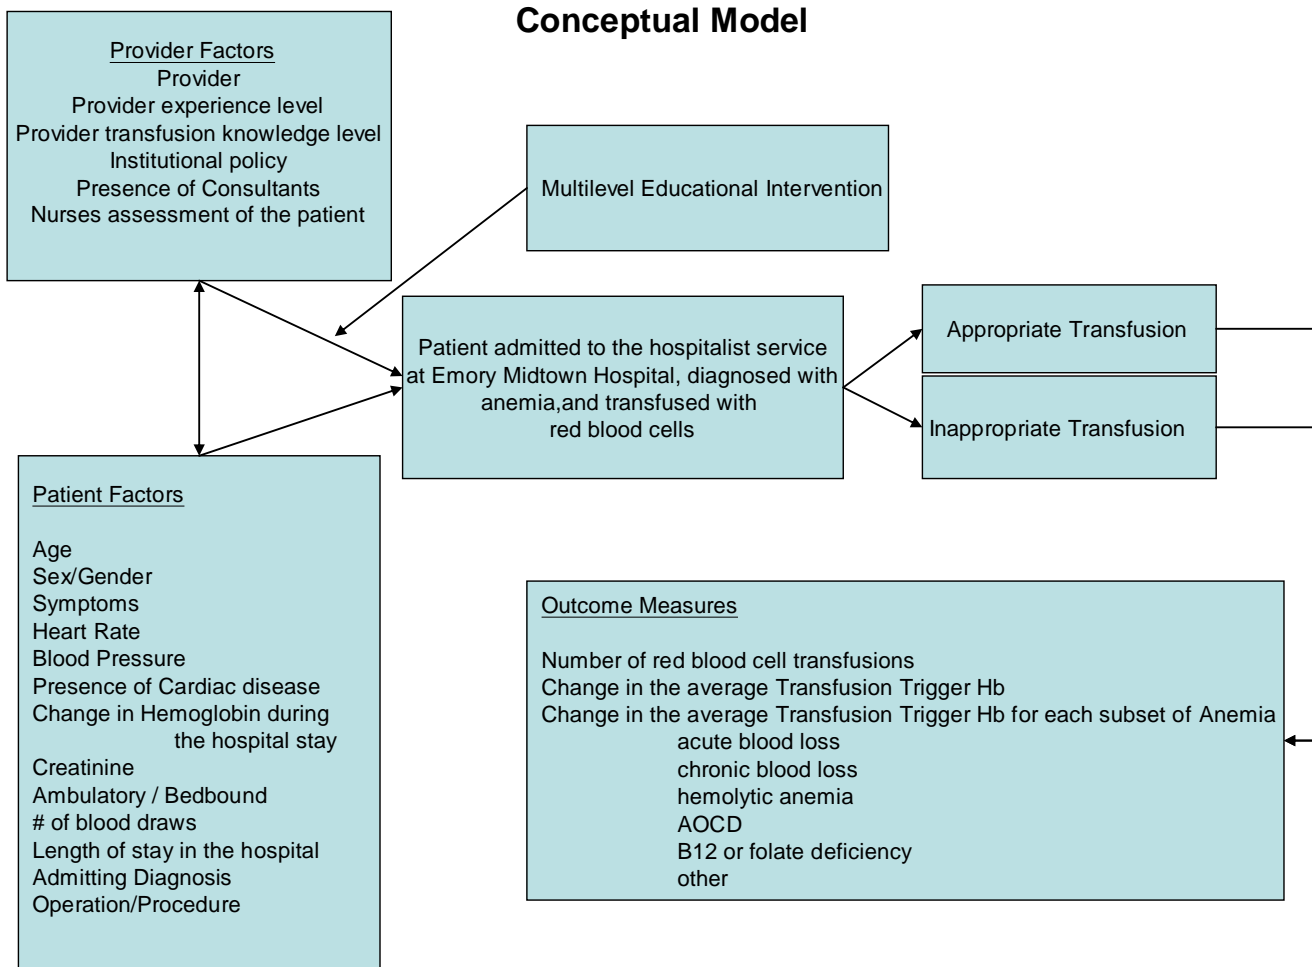 Conceptual Model
Provider Factors
Provider
Provider experience level
Provider transfusion knowledge level
Institutional policy
Presence of Consultants
Nurses assessment of the patient
Multilevel Educational Intervention
Patient admitted to the hospitalist service
at Emory Midtown Hospital, diagnosed with
anemia,and transfused with
red blood cells
Appropriate Transfusion
Inappropriate Transfusion
Patient Factors
Age
Sex/Gender
Symptoms
Heart Rate
Blood Pressure
Presence of Cardiac disease
Change in Hemoglobin during
the hospital stay
Creatinine
Ambulatory / Bedbound
# of blood draws
Length of stay in the hospital
Admitting Diagnosis
Operation/Procedure
Outcome Measures
Number of red blood cell transfusions
Change in the average Transfusion Trigger Hb
Change in the average Transfusion Trigger Hb for each subset of Anemia
acute blood loss
chronic blood loss
hemolytic anemia
AOCD
B12 or folate deficiency
other